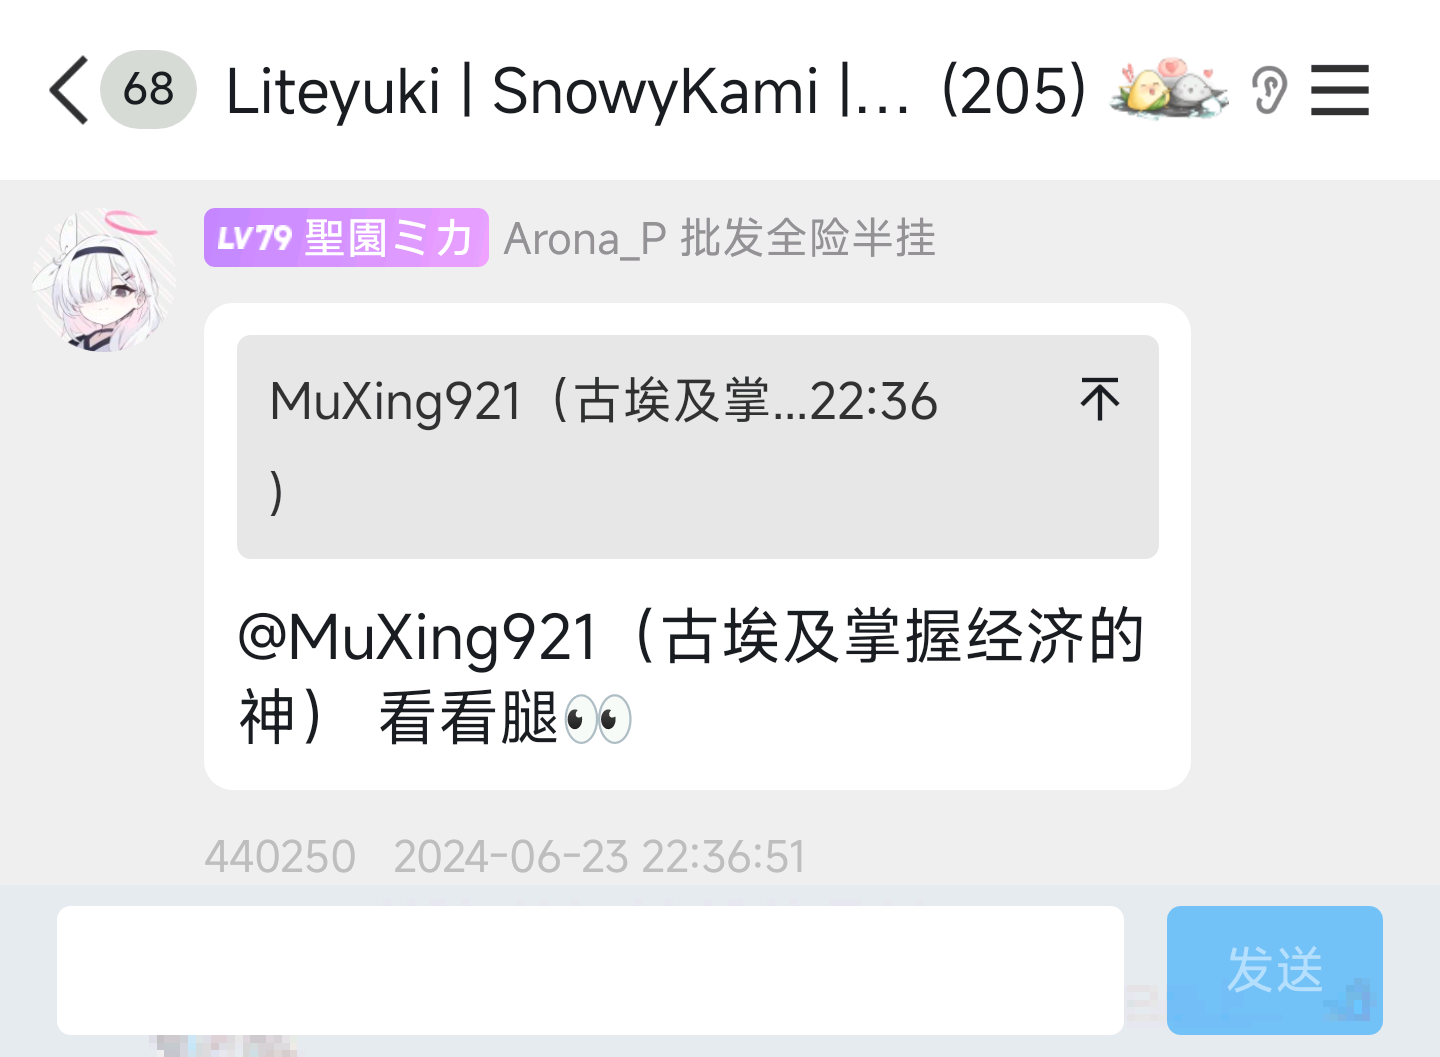 68 Liteyuki | SnowyKami |... (205)
LV79 聖園ミカ Arona_P 批发全险半挂
MuXing921（古埃及掌...22:36
）
@MuXing921（古埃及掌握经济的
神） 看看腿👀
440250 2024-06-23 22:36:51
发送